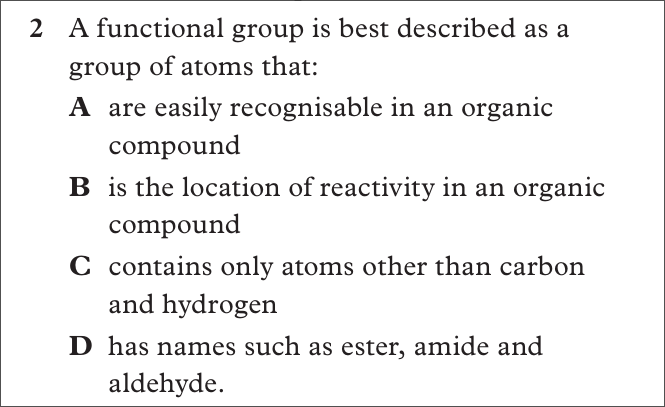 2 A functional group is best described as a
group of atoms that:
A are easily recognisable in an organic
compound
B is the location of reactivity in an organic
compound
C contains only atoms other than carbon
and hydrogen
D has names such as ester, amide and
aldehyde.